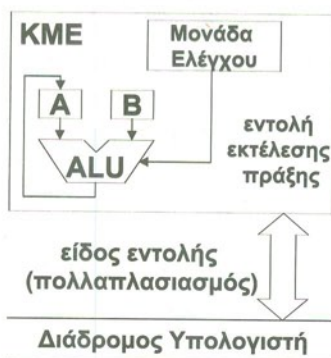 ΚΜΕ
Μονάδα
Ελέγχου
A
B
ALU
εντολή
εκτέλεσης
πράξης
είδος εντολής
(πολλαπλασιασμός)
Διάδρομος Υπολογιστή